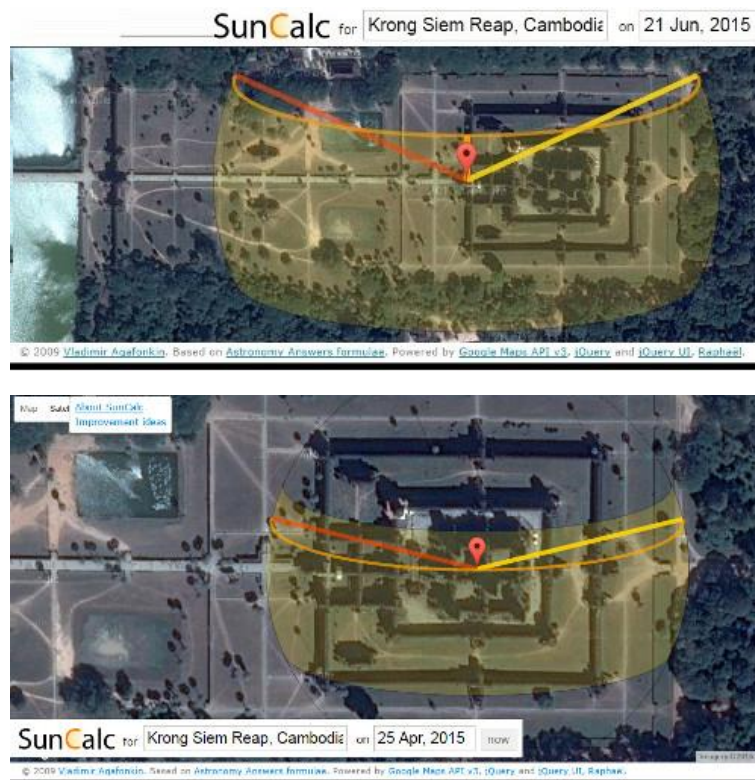 SunCalc for Krong Siem Reap, Cambodia on 21 Jun, 2015
© 2009 Vladimir Agafonkin. Based on Astronomy Answers formulae. Powered by Google Maps API v3, jQuery and jQuery UI, Raphael.
Map Satel About SunCalc
Improvement ideas
SunCalc for Krong Siem Reap, Cambodia on 25 Apr, 2015 now
© 2009 Vladimir Agafonkin. Based on Astronomy Answers formulae. Powered by Google Maps API v3, jQuery and jQuery UI, Raphael.